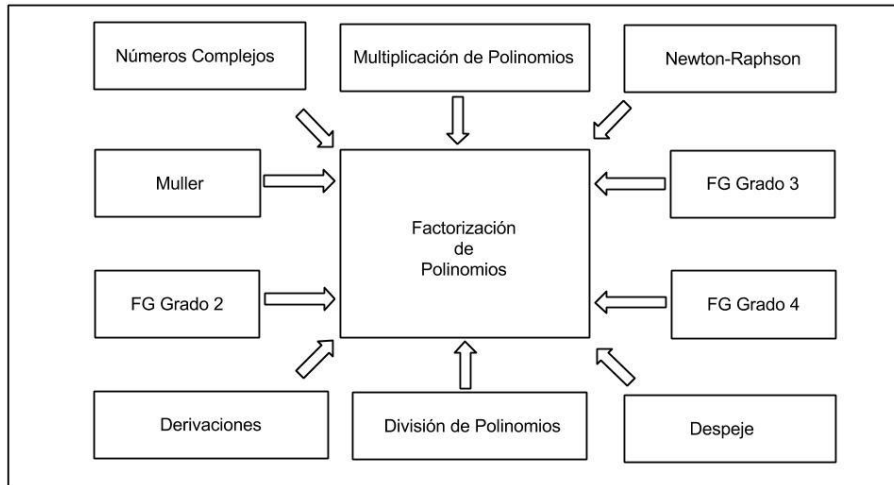 Números Complejos
Multiplicación de Polinomios
Newton-Raphson
Muller
Factorización
de
Polinomios
FG Grado 3
FG Grado 2
FG Grado 4
Derivaciones
División de Polinomios
Despeje